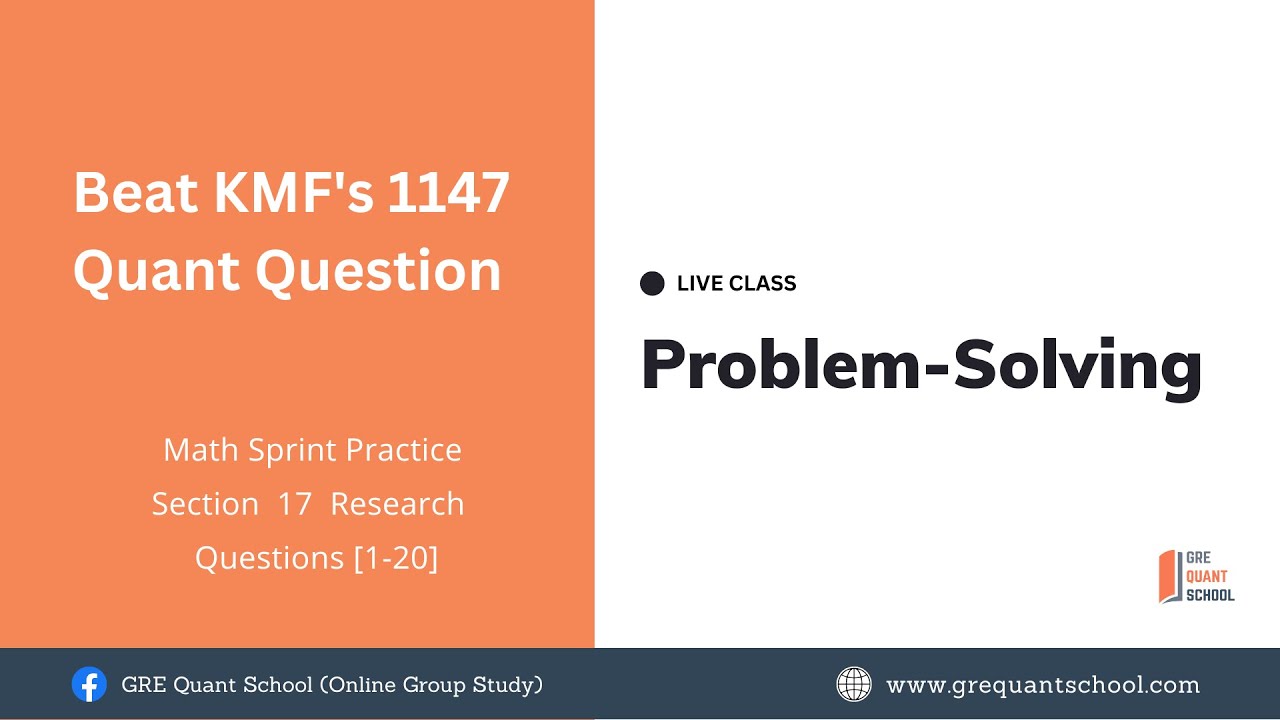 Beat KMF's 1147
Quant Question
Math Sprint Practice
Section 17 Research
Questions [1-20]
LIVE CLASS
Problem-Solving
GRE
QUANT
SCHOOL
GRE Quant School (Online Group Study)
www.grequantschool.com